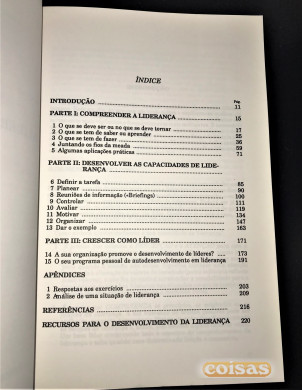 ÍNDICE
Pág.
INTRODUÇÃO 11
PARTE I: COMPREENDER A LIDERANÇA 15
1 O que se deve ser ou no que se deve tornar 17
2 O que se tem de saber ou aprender 25
3 O que se tem de fazer 36
4 Juntando os fios da meada 59
5 Algumas aplicações práticas 71
PARTE II: DESENVOLVER AS CAPACIDADES DE LIDE-
RANÇA
6 Definir a tarefa 85
7 Planear 90
8 Reuniões de informação («Briefings») 100
9 Controlar 111
10 Avaliar 115
11 Motivar 134
12 Organizar 147
13 Dar o exemplo 163
PARTE III: CRESCER COMO LÍDER 171
14 A sua organização promove o desenvolvimento de líderes? 173
15 O seu programa pessoal de autodesenvolvimento em liderança 191
APÊNDICES
1 Respostas aos exercícios 203
2 Análise de uma situação de liderança 209
REFERÊNCIAS 216
RECURSOS PARA O DESENVOLVIMENTO DA LIDERANÇA 220
coisas